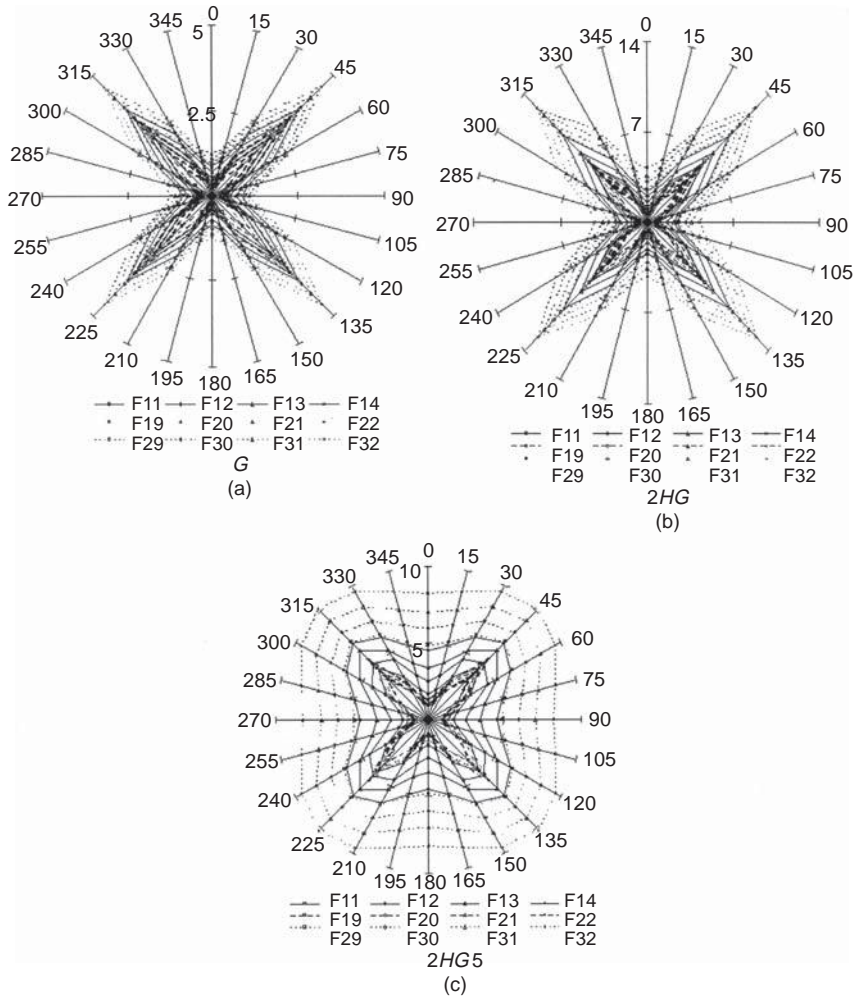 0
345 5 15
330 30
315 45
300 2.5 60
285 75
270 90
255 105
240 120
225 135
210 150
195 165
180
F11 F12 F13 F14
F19 F20 F21 F22
F29 F30 F31 F32
G
(a)
0
345 14 15
330 30
315 45
300 7 60
285 75
270 90
255 105
240 120
225 135
210 150
195 165
180
F11 F12 F13 F14
F19 F20 F21 F22
F29 F30 F31 F32
2HG
(b)
0
345 15
330 10 30
315 45
300 5 60
285 75
270 90
255 105
240 120
225 135
210 150
195 165
180
F11 F12 F13 F14
F19 F20 F21 F22
F29 F30 F31 F32
2HG5
(c)